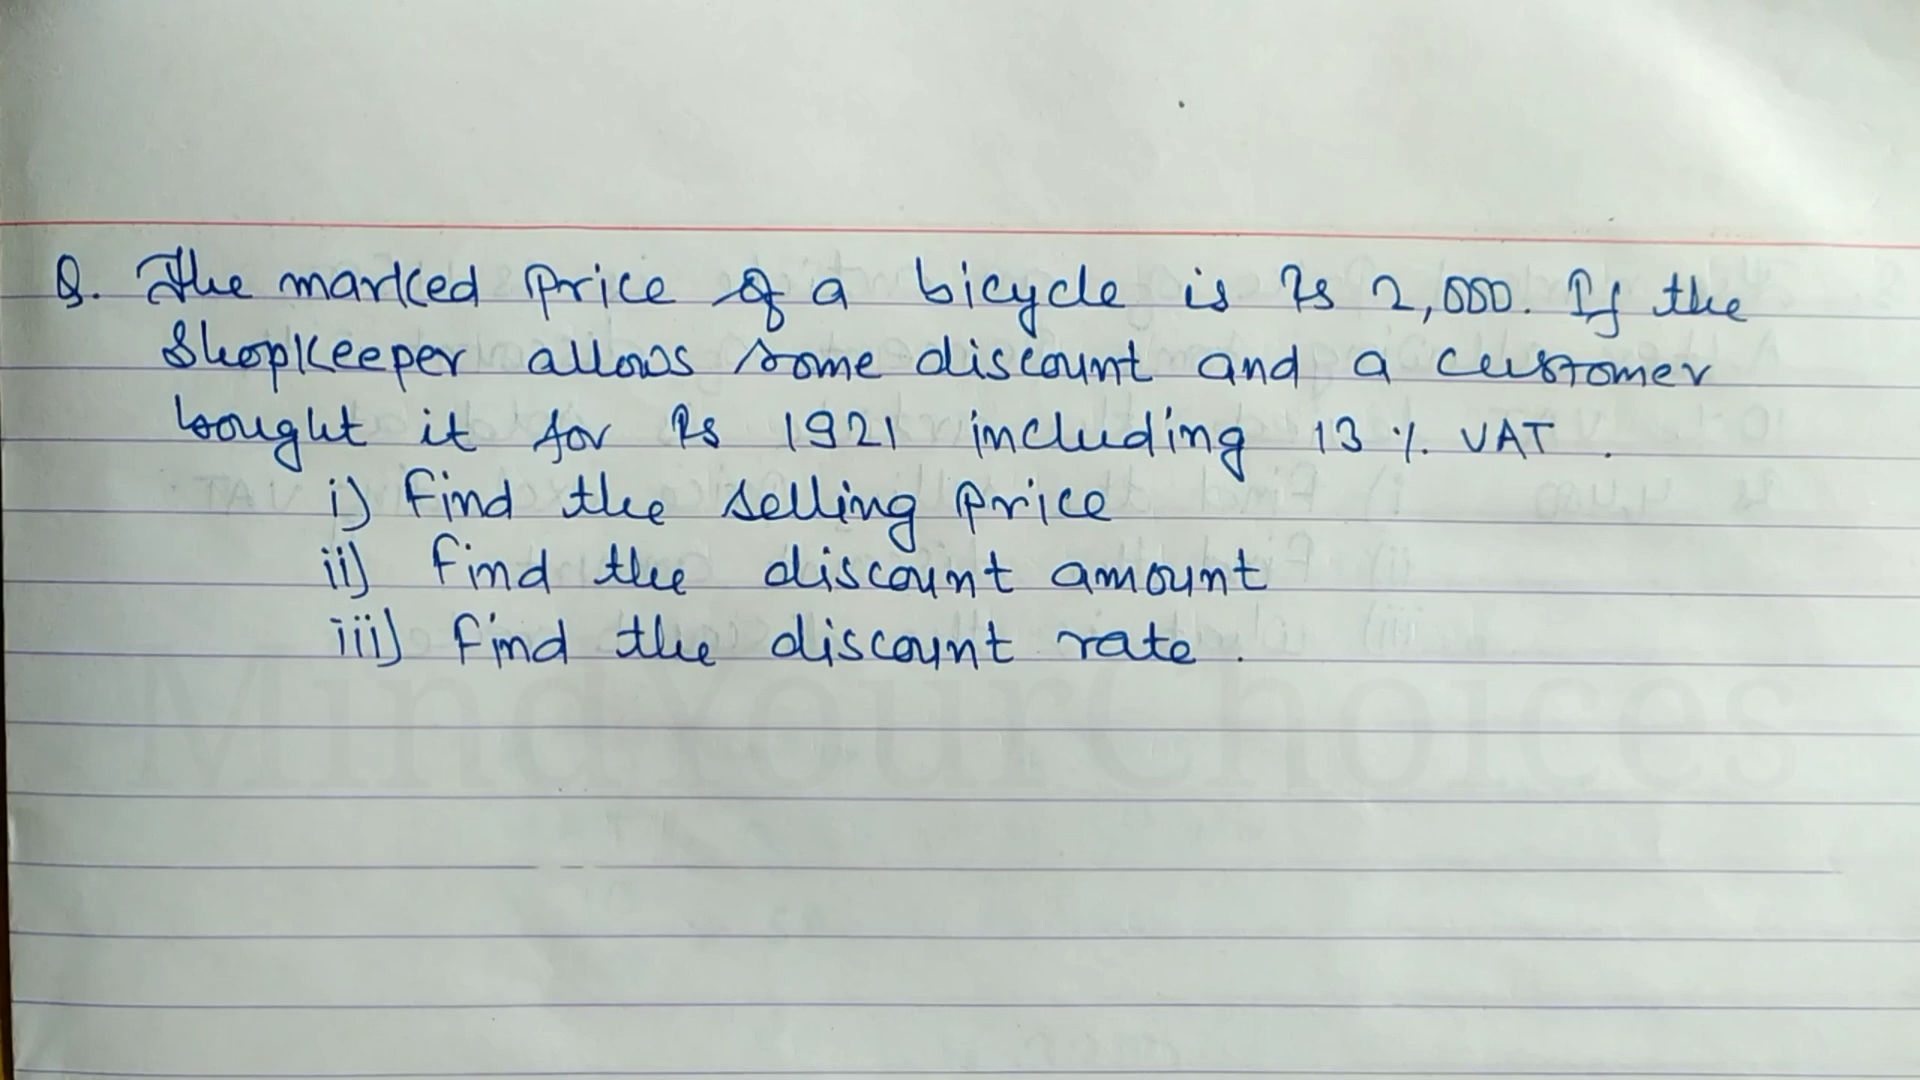 Q. The marked price of a bicycle is Rs 2,000. If the
Shopkeeper allows some discount and a customer
bought it for Rs 1921 including 13 % VAT.
i) Find the selling price
ii) Find the discount amount
iii) Find the discount rate.
MindYourChoices